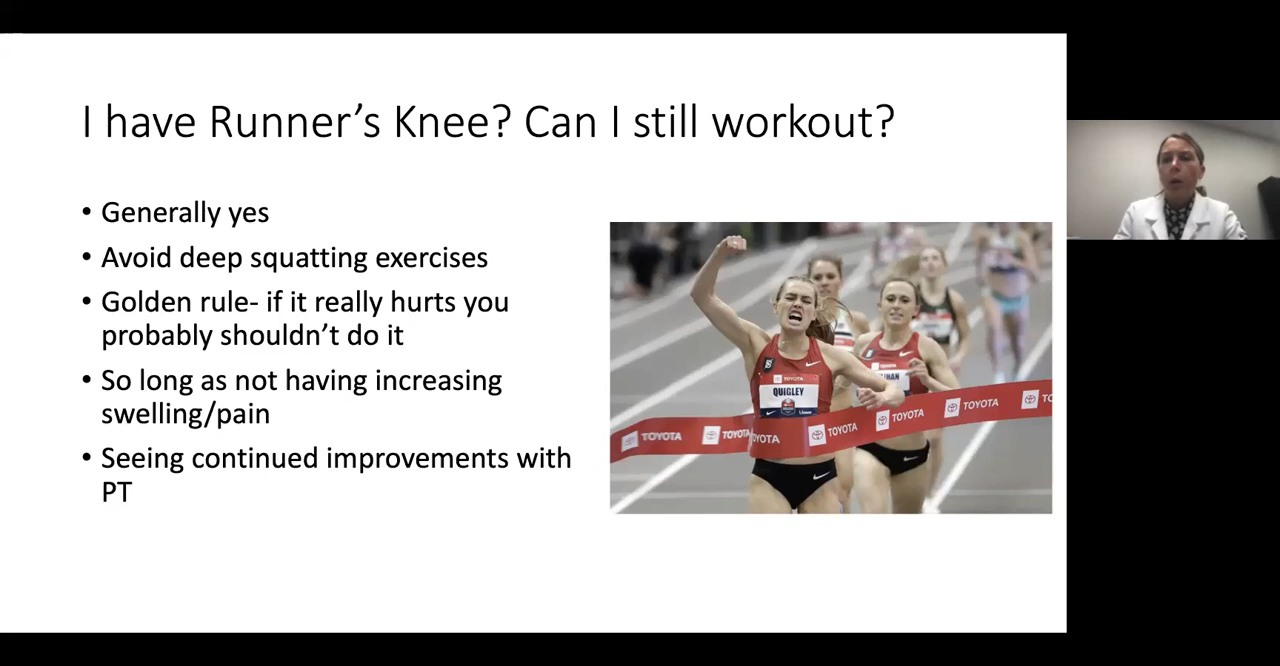 I have Runner’s Knee? Can I still workout?
• Generally yes
• Avoid deep squatting exercises
• Golden rule- if it really hurts you
probably shouldn’t do it
• So long as not having increasing
swelling/pain
• Seeing continued improvements with
PT
TOYOTA
QUIGLEY
TOYOTA
TOYOTA
TOYOTA
TOYOTA
TOYOTA
TOYOTA